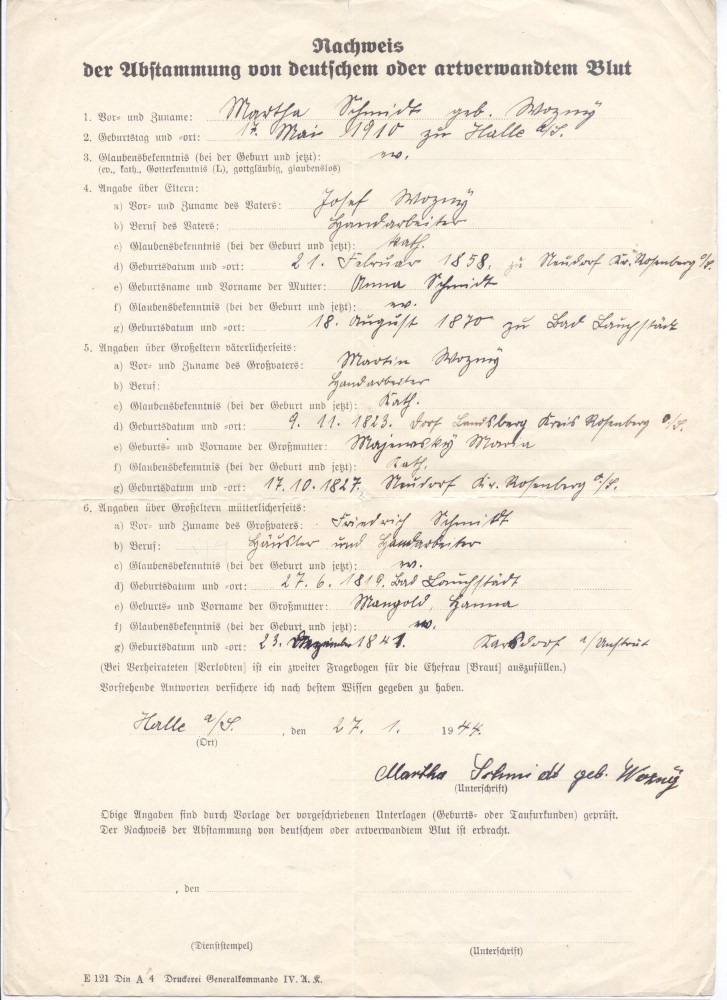 Nachweis
der Abstammung von deutschem oder artverwandtem Blut
1. Vor- und Zuname: Martha Schmidt geb. Wozny
2. Geburtstag und -ort: 17. Mai 1910 zu Halle a/S.
3. Glaubensbekenntnis (bei der Geburt und jetzt): ev.
(ev., kath., Gotterkenntnis (L), gottgläubig, glaubenslos)
4. Angabe über Eltern:
a) Vor- und Zuname des Vaters: Josef Wozny
b) Beruf des Vaters: Handarbeiter
c) Glaubensbekenntnis (bei der Geburt und jetzt): kath.
d) Geburtsdatum und -ort: 21. Februar 1858. zu Neudorf Kr. Rosenberg o/S.
e) Geburtsname und Vorname der Mutter: Anna Schmidt
f) Glaubensbekenntnis (bei der Geburt und jetzt): ev.
g) Geburtsdatum und -ort: 18. August 1870 zu Bad Lauchstädt
5. Angaben über Großeltern väterlicherseits:
a) Vor- und Zuname des Großvaters: Martin Wozny
b) Beruf: Handarbeiter
c) Glaubensbekenntnis (bei der Geburt und jetzt): Kath.
d) Geburtsdatum und -ort: 9. 11. 1823. Dorf Landsberg Kreis Rosenberg o/S.
e) Geburts- und Vorname der Großmutter: Majewsky Maria
f) Glaubensbekenntnis (bei der Geburt und jetzt): Kath.
g) Geburtsdatum und -ort: 17. 10. 1827. Neudorf Kr. Rosenberg o/S.
6. Angaben über Großeltern mütterlicherseits:
a) Vor- und Zuname des Großvaters: Friedrich Schmidt
b) Beruf: Häusler und Handarbeiter
c) Glaubensbekenntnis (bei der Geburt und jetzt): ev.
d) Geburtsdatum und -ort: 27. 6. 1819. Bad Lauchstädt
e) Geburts- und Vorname der Großmutter: Mangold, Hanna
f) Glaubensbekenntnis (bei der Geburt und jetzt): ev.
g) Geburtsdatum und -ort: 23. Dezember 1841. Karsdorf a/Unstrut
(Bei Verheirateten [Verlobten] ist ein zweiter Fragebogen für die Ehefrau [Braut] auszufüllen.)
Vorstehende Antworten versichere ich nach bestem Wissen gegeben zu haben.
Halle a/S., den 27. 1. 1944.
(Ort)
Martha Schmidt geb. Wozny
(Unterschrift)
Obige Angaben sind durch Vorlage der vorgeschriebenen Unterlagen (Geburts- oder Taufurkunden) geprüft.
Der Nachweis der Abstammung von deutschem oder artverwandtem Blut ist erbracht.
, den
(Dienststempel)
(Unterschrift)
E 121 Din A 4 Druckerei Generalkommando IV. A. K.